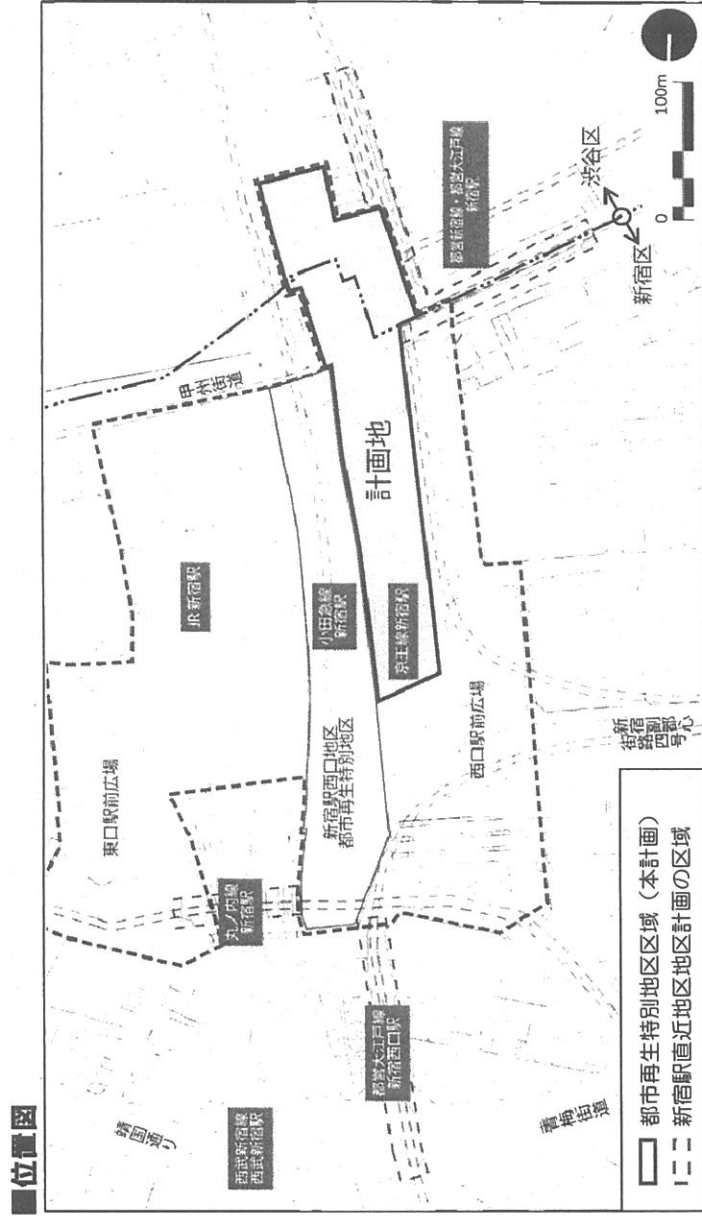 ■位置図
靖国通り
西武新宿線
西武新宿駅
東口駅前広場
丸ノ内線
新宿駅
JR新宿駅
甲州街道
新宿駅西口地区
都市再生特別地区
小田急線
新宿駅
都営大江戸線
新宿西口駅
計画地
京王線新宿駅
西口駅前広場
青梅街道
新宿副都心
街路四号
都営新宿線・都営大江戸線
新宿駅
渋谷区
新宿区
0
100m
都市再生特別地区区域（本計画）
新宿駅直近地区地区計画の区域